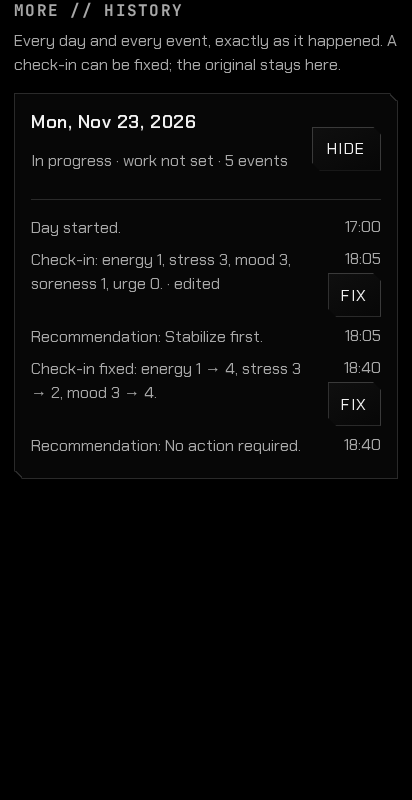 MORE // HISTORY
Every day and every event, exactly as it happened. A
check-in can be fixed; the original stays here.
Mon, Nov 23, 2026
In progress · work not set · 5 events
HIDE
Day started.
17:00
Check-in: energy 1, stress 3, mood 3,
soreness 1, urge 0. · edited
18:05
FIX
Recommendation: Stabilize first.
18:05
Check-in fixed: energy 1 → 4, stress 3
→ 2, mood 3 → 4.
18:40
FIX
Recommendation: No action required.
18:40